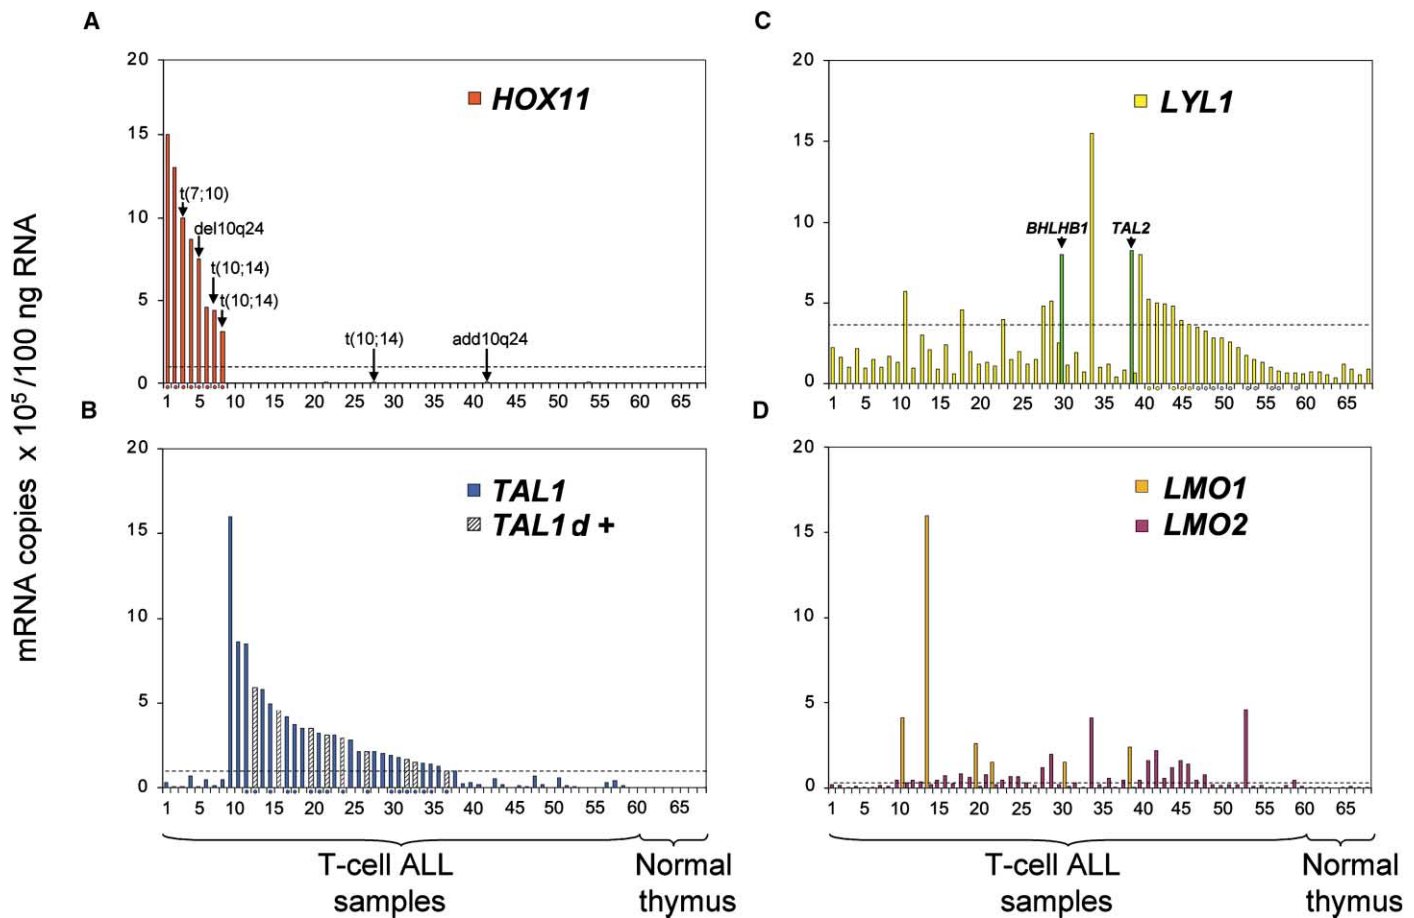 mRNA copies x 10⁵/100 ng RNA
A
20
15
10
5
0
HOX11
t(7;10)
del10q24
t(10;14)
t(10;14)
t(10;14)
add10q24
1 5 10 15 20 25 30 35 40 45 50 55 60 65
B
20
15
10
5
0
TAL1
TAL1 d +
1 5 10 15 20 25 30 35 40 45 50 55 60 65
T-cell ALL
samples
Normal
thymus
C
20
15
10
5
0
LYL1
BHLHB1 TAL2
1 5 10 15 20 25 30 35 40 45 50 55 60 65
D
20
15
10
5
0
LMO1
LMO2
1 5 10 15 20 25 30 35 40 45 50 55 60 65
T-cell ALL
samples
Normal
thymus